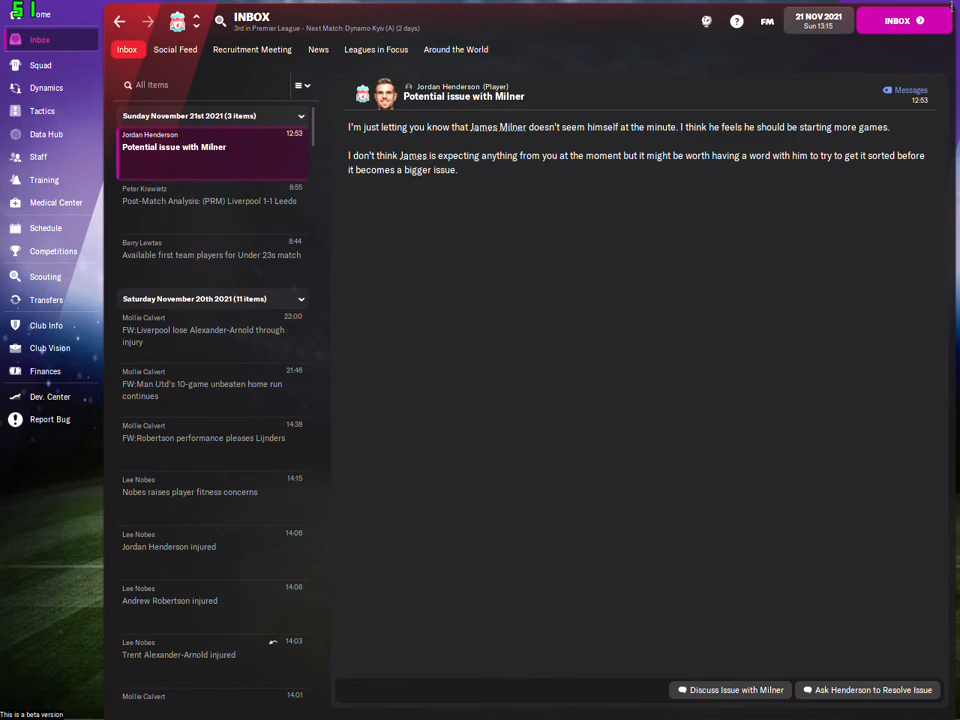 51
ome
Inbox
Squad
Dynamics
Tactics
Data Hub
Staff
Training
Medical Center
Schedule
Competitions
Scouting
Transfers
Club Info
Club Vision
Finances
Dev. Center
Report Bug
This is a beta version
INBOX
3rd in Premier League - Next Match: Dynamo Kyiv (A) (2 days)
FM
21 NOV 2021
Sun 13:15
INBOX
Inbox
Social Feed
Recruitment Meeting
News
Leagues in Focus
Around the World
All Items
Sunday November 21st 2021 (3 items)
Jordan Henderson 12:53
Potential issue with Milner
Peter Krawietz 8:55
Post-Match Analysis: (PRM) Liverpool 1-1 Leeds
Barry Lewtas 8:44
Available first team players for Under 23s match
Saturday November 20th 2021 (11 items)
Mollie Calvert 22:00
FW:Liverpool lose Alexander-Arnold through
injury
Mollie Calvert 21:46
FW:Man Utd's 10-game unbeaten home run
continues
Mollie Calvert 14:38
FW:Robertson performance pleases Lijnders
Lee Nobes 14:15
Nobes raises player fitness concerns
Lee Nobes 14:06
Jordan Henderson injured
Lee Nobes 14:06
Andrew Robertson injured
Lee Nobes 14:03
Trent Alexander-Arnold injured
Mollie Calvert 14:01
Jordan Henderson (Player)
Potential issue with Milner
Messages
12:53
I'm just letting you know that James Milner doesn't seem himself at the minute. I think he feels he should be starting more games.
I don't think James is expecting anything from you at the moment but it might be worth having a word with him to try to get it sorted before
it becomes a bigger issue.
Discuss Issue with Milner
Ask Henderson to Resolve Issue